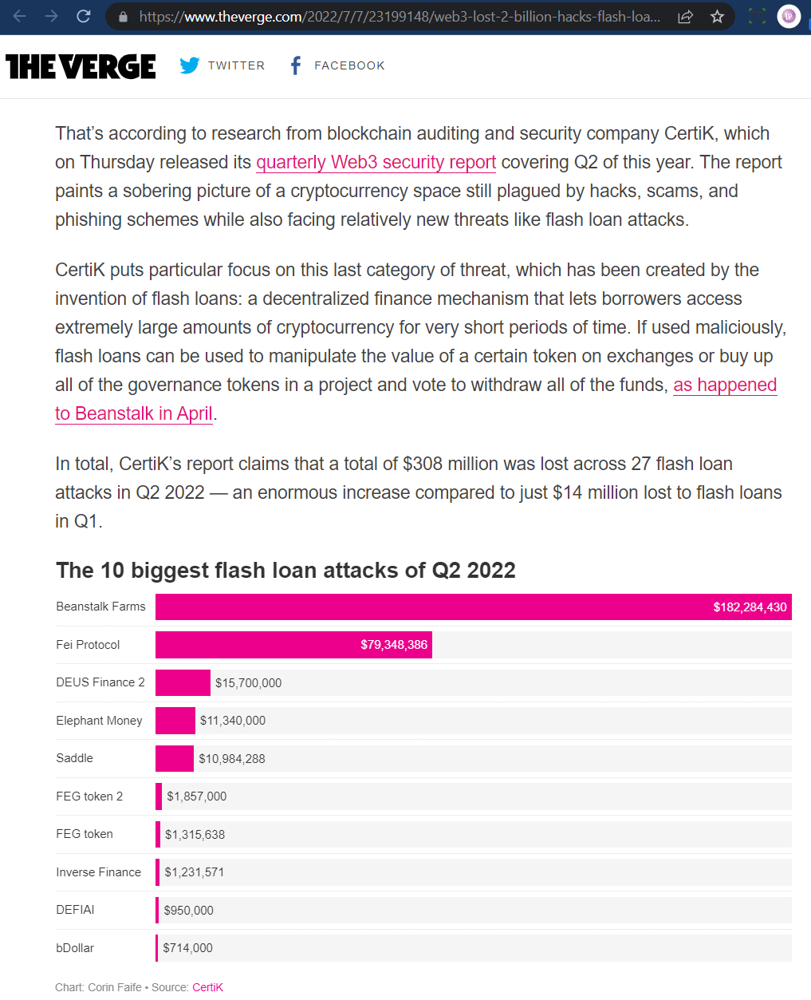 https://www.theverge.com/2022/7/7/23199148/web3-lost-2-billion-hacks-flash-loa...
THE VERGE TWITTER FACEBOOK
That’s according to research from blockchain auditing and security company CertiK, which
on Thursday released its quarterly Web3 security report covering Q2 of this year. The report
paints a sobering picture of a cryptocurrency space still plagued by hacks, scams, and
phishing schemes while also facing relatively new threats like flash loan attacks.
CertiK puts particular focus on this last category of threat, which has been created by the
invention of flash loans: a decentralized finance mechanism that lets borrowers access
extremely large amounts of cryptocurrency for very short periods of time. If used maliciously,
flash loans can be used to manipulate the value of a certain token on exchanges or buy up
all of the governance tokens in a project and vote to withdraw all of the funds, as happened
to Beanstalk in April.
In total, CertiK’s report claims that a total of $308 million was lost across 27 flash loan
attacks in Q2 2022 — an enormous increase compared to just $14 million lost to flash loans
in Q1.
The 10 biggest flash loan attacks of Q2 2022
Beanstalk Farms $182,284,430
Fei Protocol $79,348,386
DEUS Finance 2 $15,700,000
Elephant Money $11,340,000
Saddle $10,984,288
FEG token 2 $1,857,000
FEG token $1,315,638
Inverse Finance $1,231,571
DEFIAI $950,000
bDollar $714,000
Chart: Corin Faife • Source: CertiK